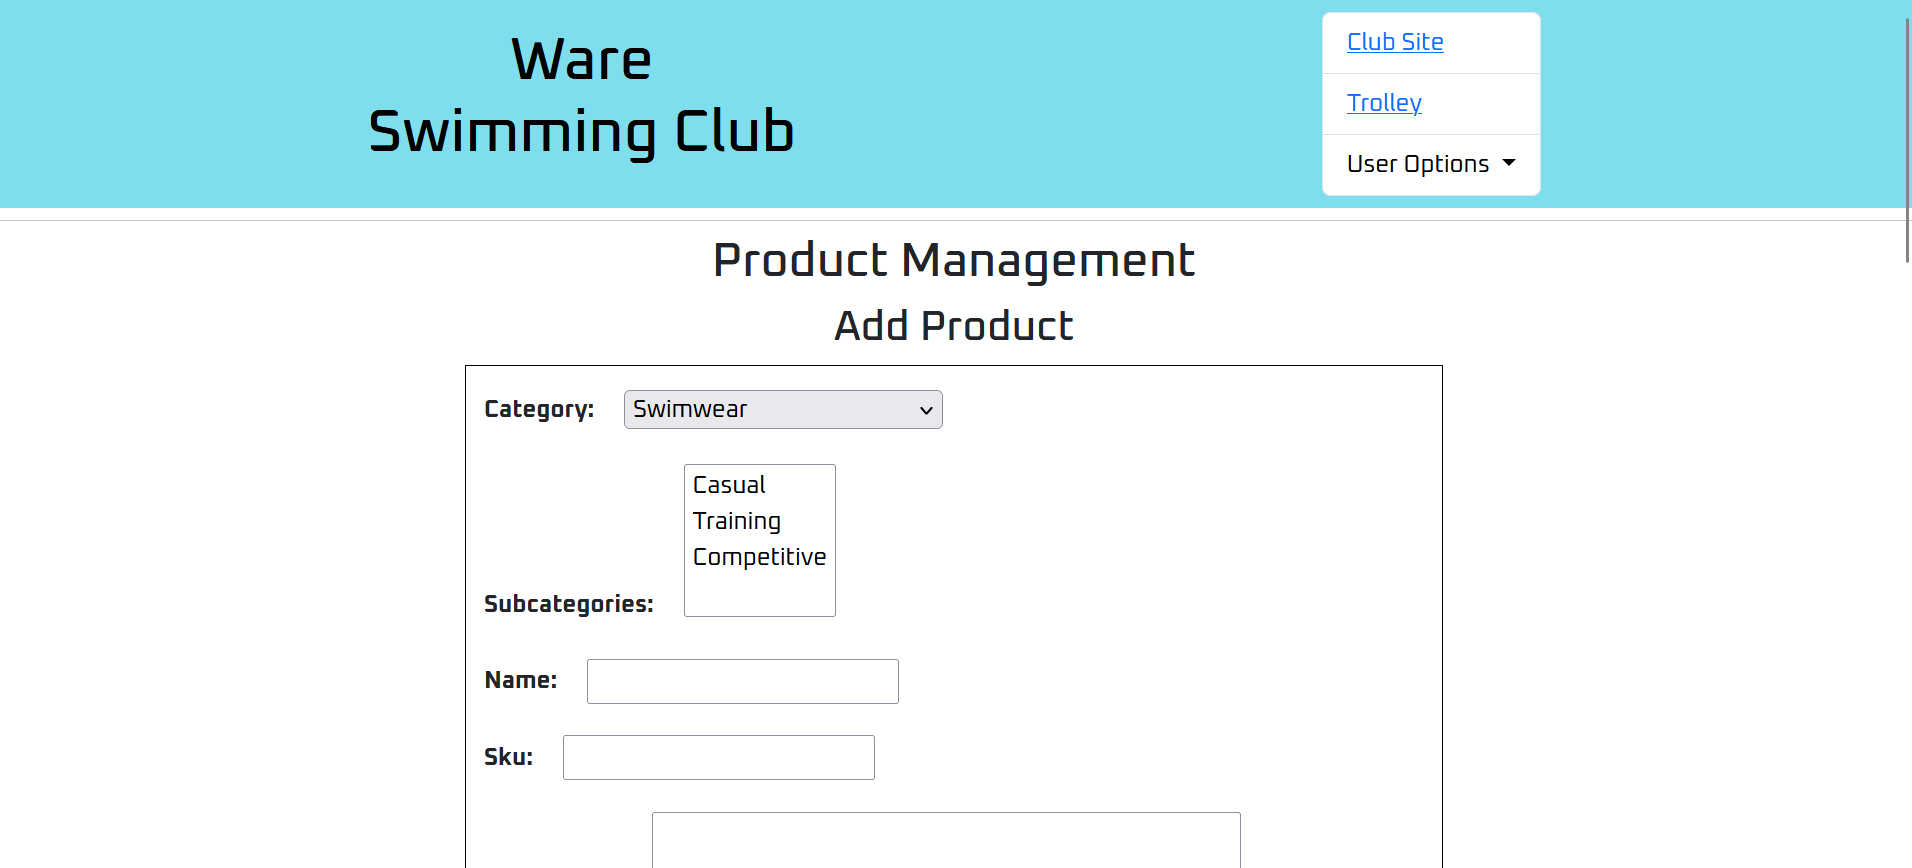 Ware
Swimming Club
Club Site
Trolley
User Options
Product Management
Add Product
Category: Swimwear
Casual
Training
Competitive
Subcategories:
Name:
Sku: